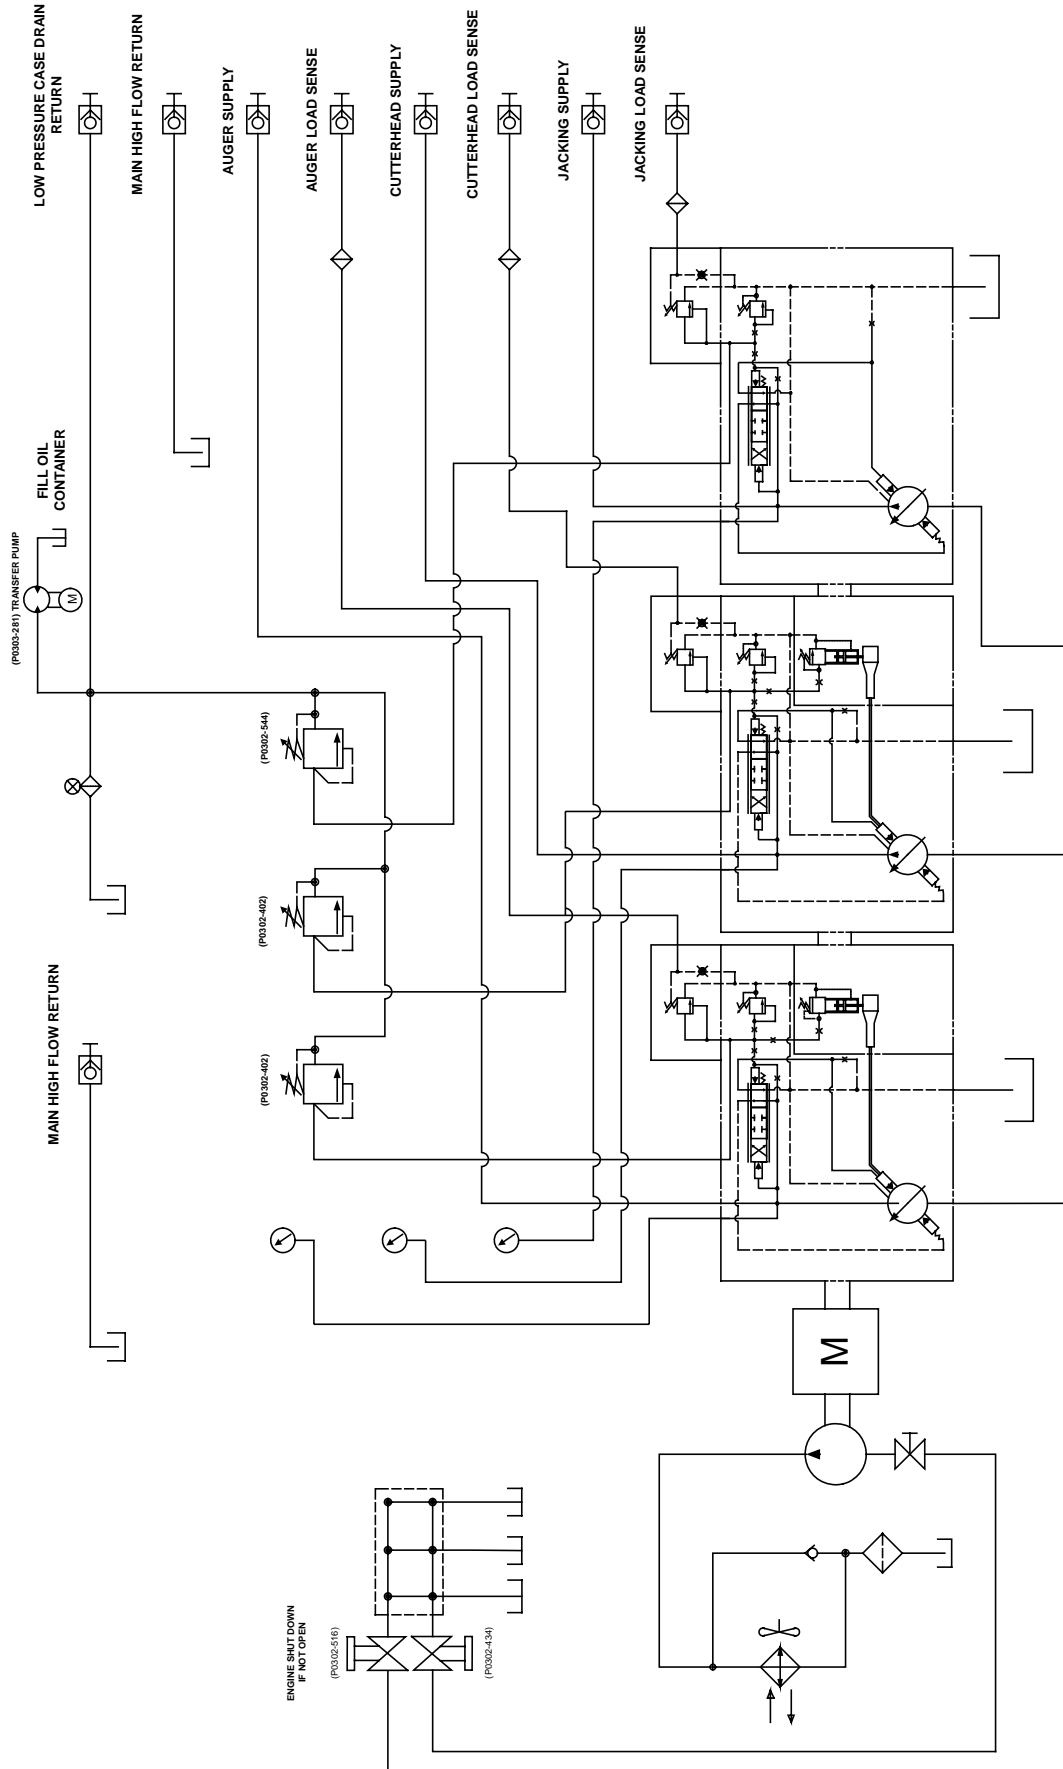 LOW PRESSURE CASE DRAIN
RETURN
MAIN HIGH FLOW RETURN
AUGER SUPPLY
AUGER LOAD SENSE
CUTTERHEAD SUPPLY
CUTTERHEAD LOAD SENSE
JACKING SUPPLY
JACKING LOAD SENSE
FILL OIL
CONTAINER
(P0303-281) TRANSFER PUMP
M
(P0302-544)
(P0302-402)
(P0302-402)
MAIN HIGH FLOW RETURN
M
ENGINE SHUT DOWN
IF NOT OPEN
(P0302-516)
(P0302-434)